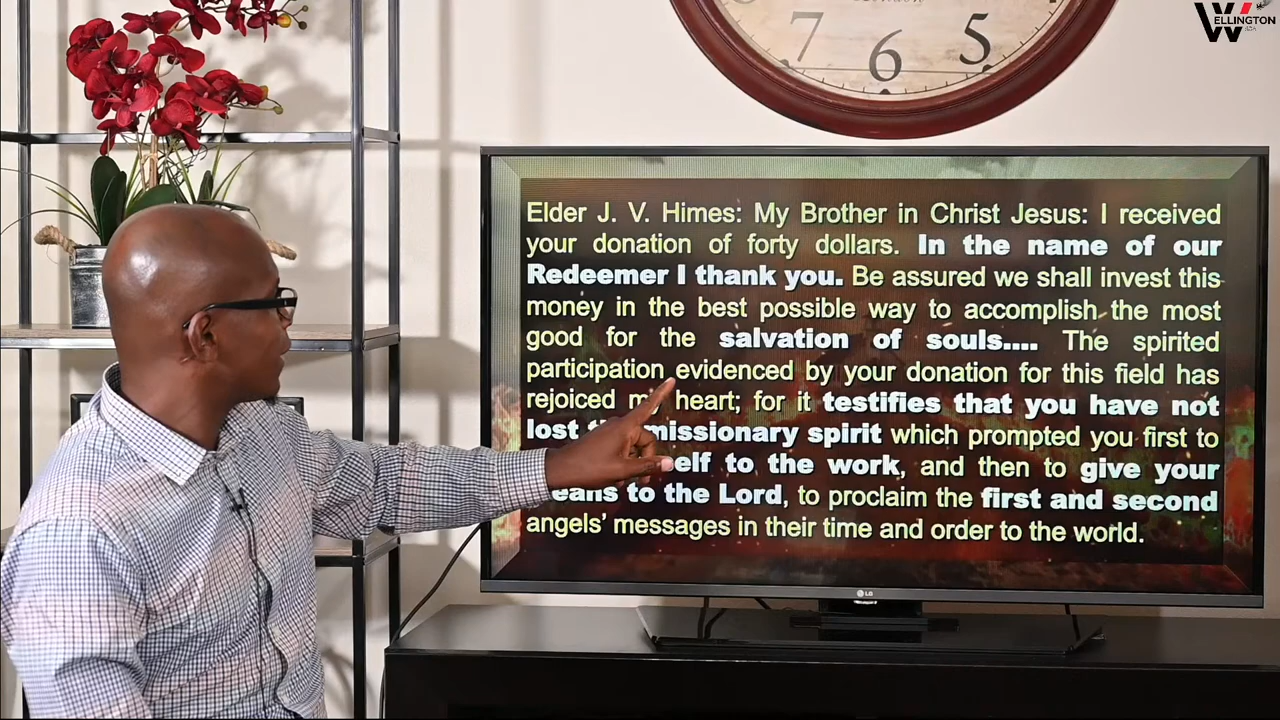 WELLINGTON
7 6 5
Elder J. V. Himes: My Brother in Christ Jesus: I received
your donation of forty dollars. In the name of our
Redeemer I thank you. Be assured we shall invest this
money in the best possible way to accomplish the most
good for the salvation of souls.... The spirited
participation evidenced by your donation for this field has
rejoiced heart; for it testifies that you have not
lost missionary spirit which prompted you first to
to the work, and then to give your
to the Lord, to proclaim the first and second
angels' messages in their time and order to the world.
LG